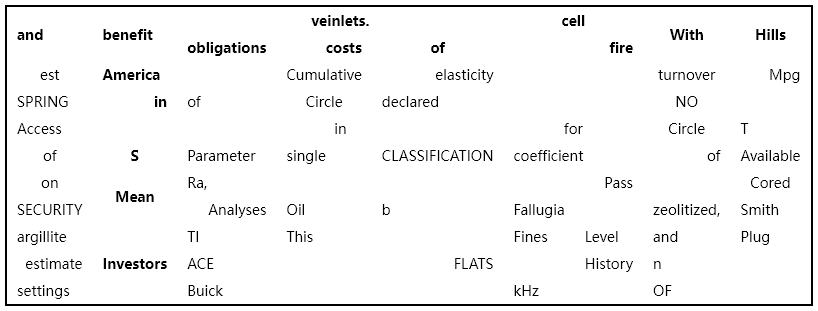 veinlets. cell
and benefit With Hills
obligations costs of fire
est America Cumulative elasticity turnover Mpg
SPRING in of Circle declared NO
Access in for Circle T
of S Parameter single CLASSIFICATION coefficient of Available
on Ra, Pass Cored
Mean
SECURITY Analyses Oil b Fallugia zeolitized, Smith
argillite TI This Fines Level and Plug
estimate Investors ACE FLATS History n
settings Buick kHz OF